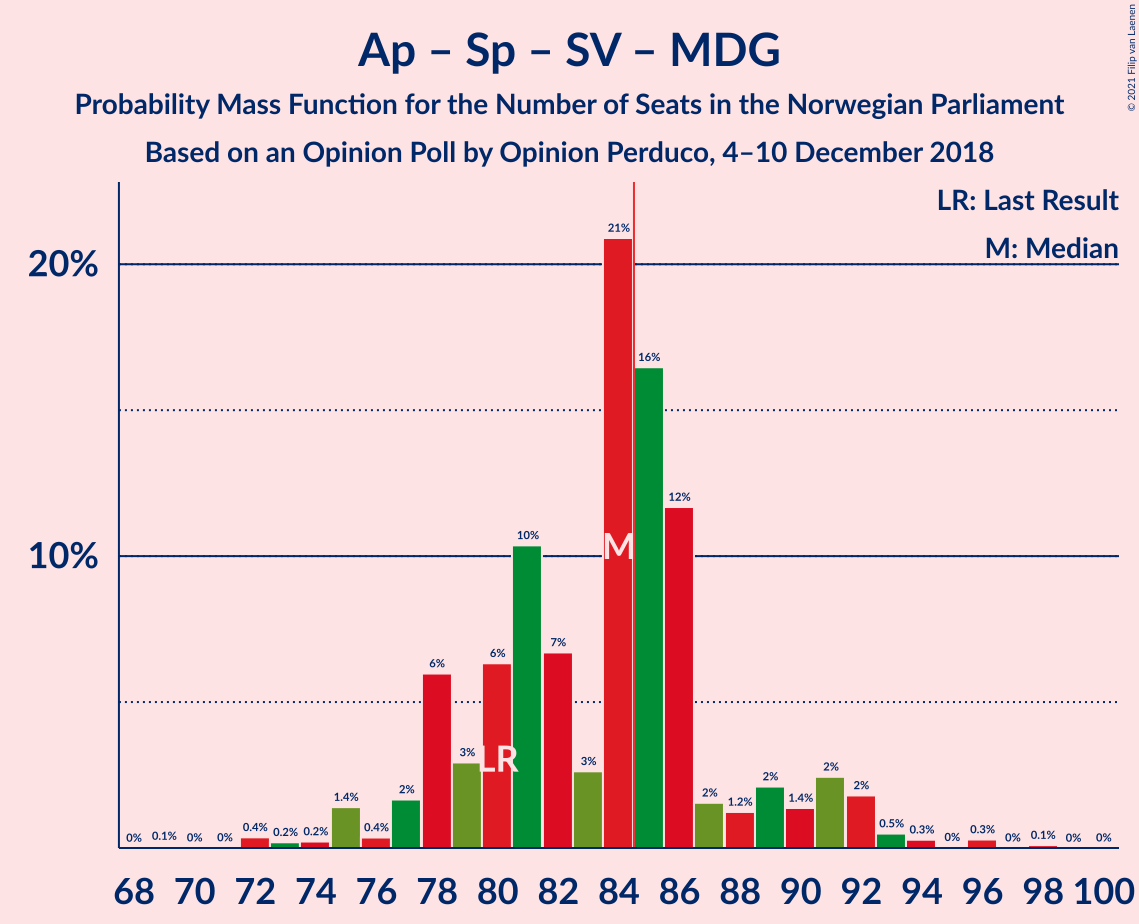 Ap – Sp – SV – MDG
Probability Mass Function for the Number of Seats in the Norwegian Parliament
Based on an Opinion Poll by Opinion Perduco, 4–10 December 2018
© 2021 Filip van Laenen
LR: Last Result
M: Median
20%
10%
0% 0.1% 0% 0% 0.4% 0.2% 0.2% 1.4% 0.4% 2% 6% 3% 6% 10% 7% 3% 21% 16% 12% 2% 1.2% 2% 1.4% 2% 2% 0.5% 0.3% 0% 0.3% 0% 0.1% 0% 0%
M
LR
68 70 72 74 76 78 80 82 84 86 88 90 92 94 96 98 100